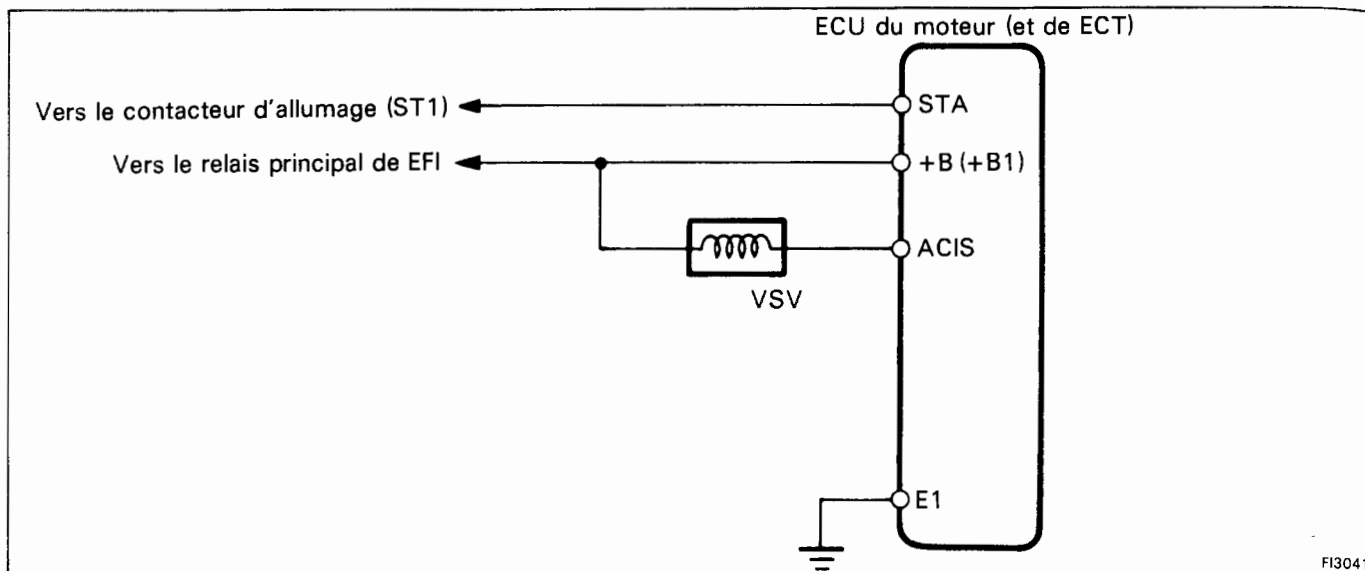 ECU du moteur (et de ECT)
Vers le contacteur d'allumage (ST1)
STA
Vers le relais principal de EFI
+B (+B1)
ACIS
VSV
E1
FI3041